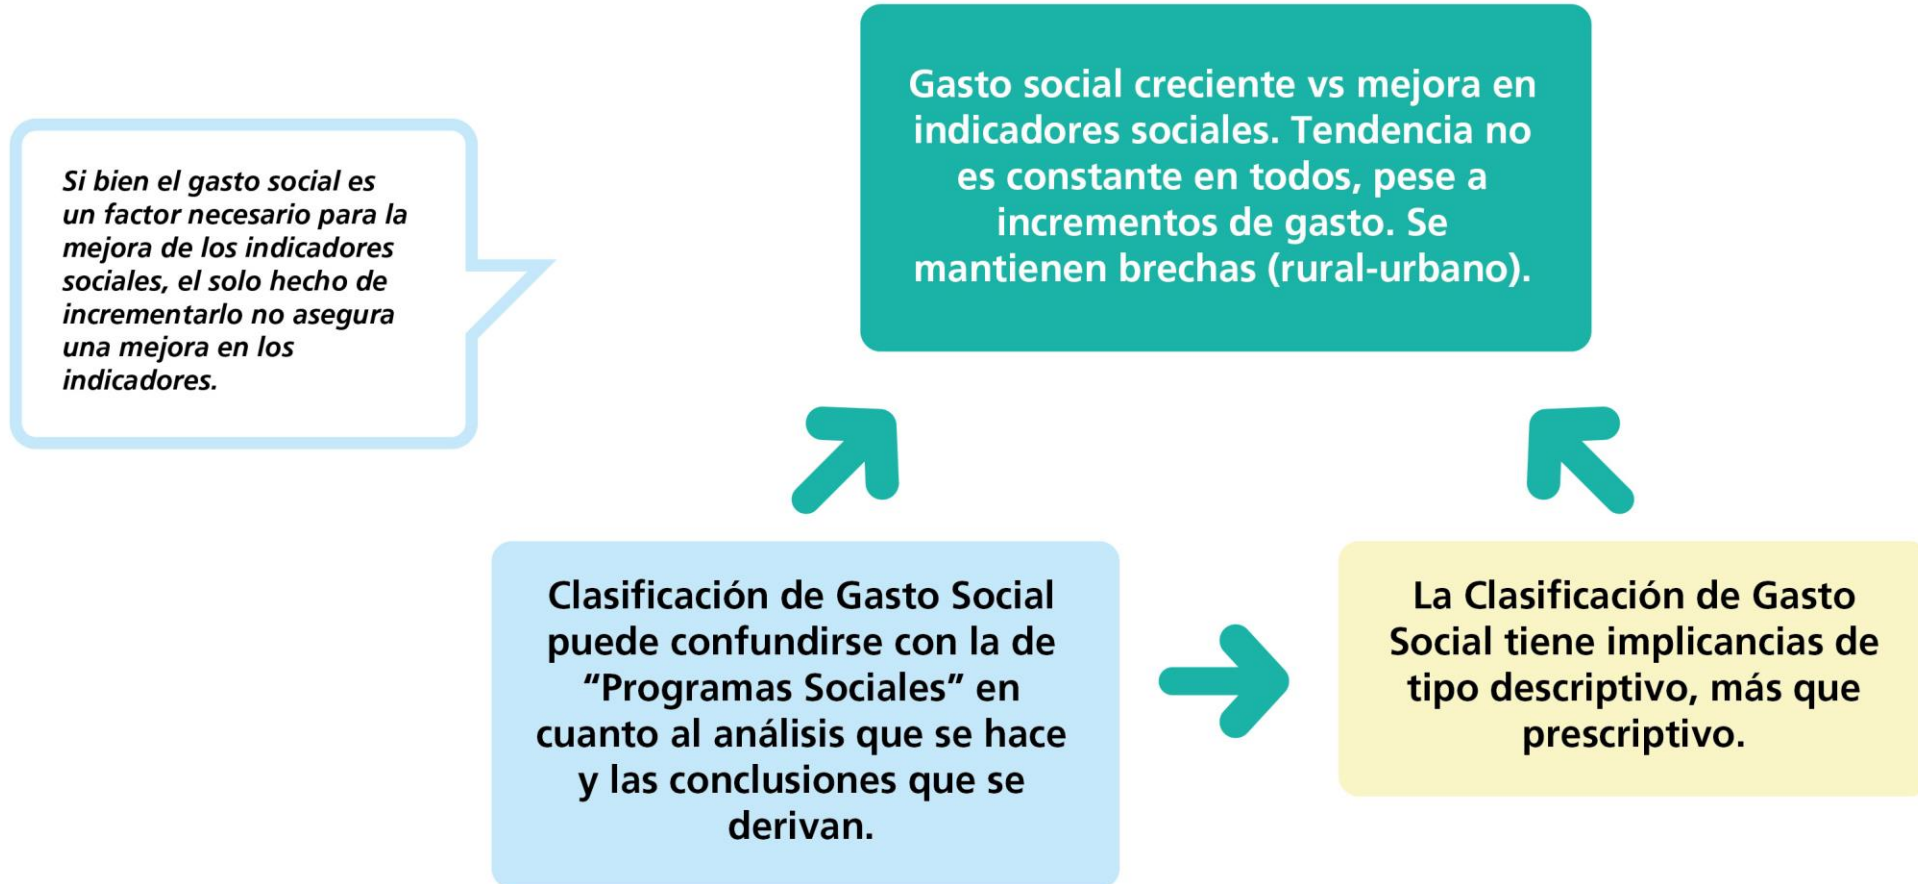 Gasto social creciente vs mejora en
indicadores sociales. Tendencia no
es constante en todos, pese a
incrementos de gasto. Se
mantienen brechas (rural-urbano).
Si bien el gasto social es
un factor necesario para la
mejora de los indicadores
sociales, el solo hecho de
incrementarlo no asegura
una mejora en los
indicadores.
Clasificación de Gasto Social
puede confundirse con la de
“Programas Sociales” en
cuanto al análisis que se hace
y las conclusiones que se
derivan.
La Clasificación de Gasto
Social tiene implicancias de
tipo descriptivo, más que
prescriptivo.